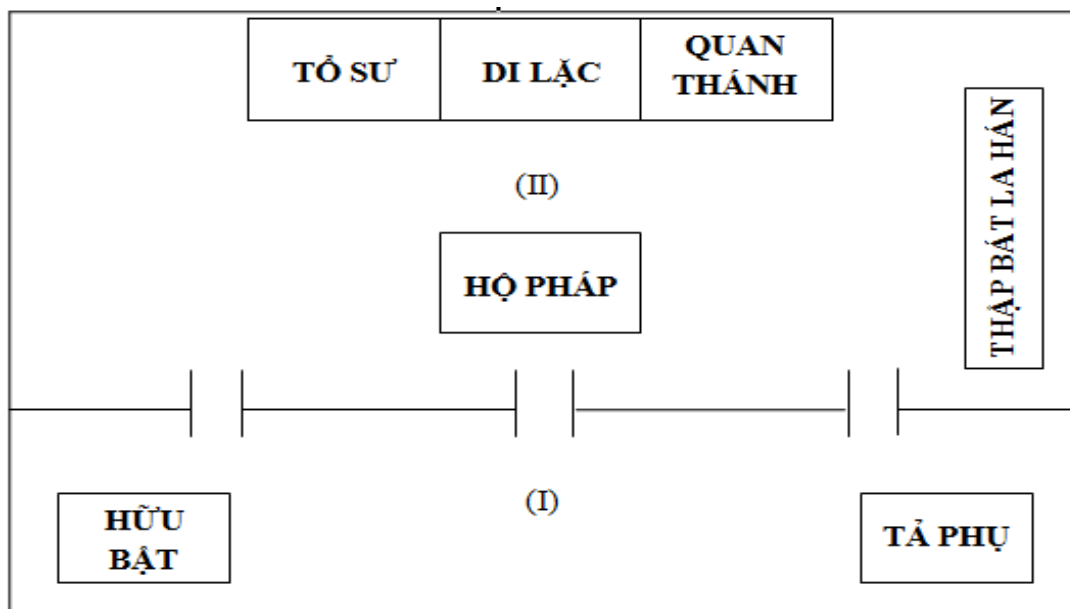 TỔ SƯ
DI LẶC
QUAN
THÁNH
THẬP BÁT LA HÁN
(II)
HỘ PHÁP
(I)
HỮU
BẬT
TẢ PHỤ